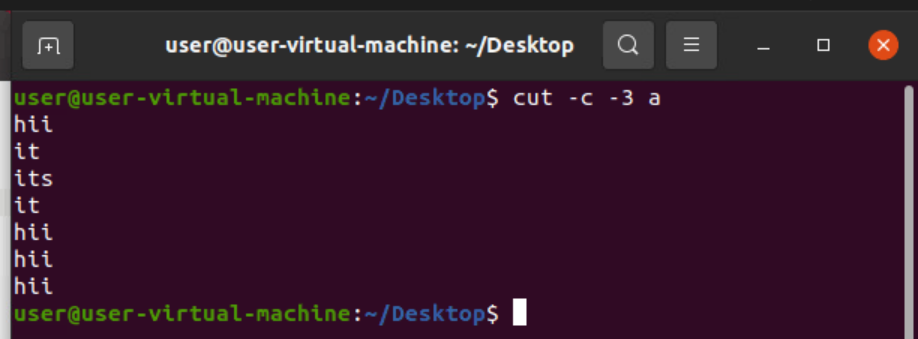 user@user-virtual-machine: ~/Desktop
user@user-virtual-machine:~/Desktop$ cut -c -3 a
hii
it
its
it
hii
hii
hii
user@user-virtual-machine:~/Desktop$